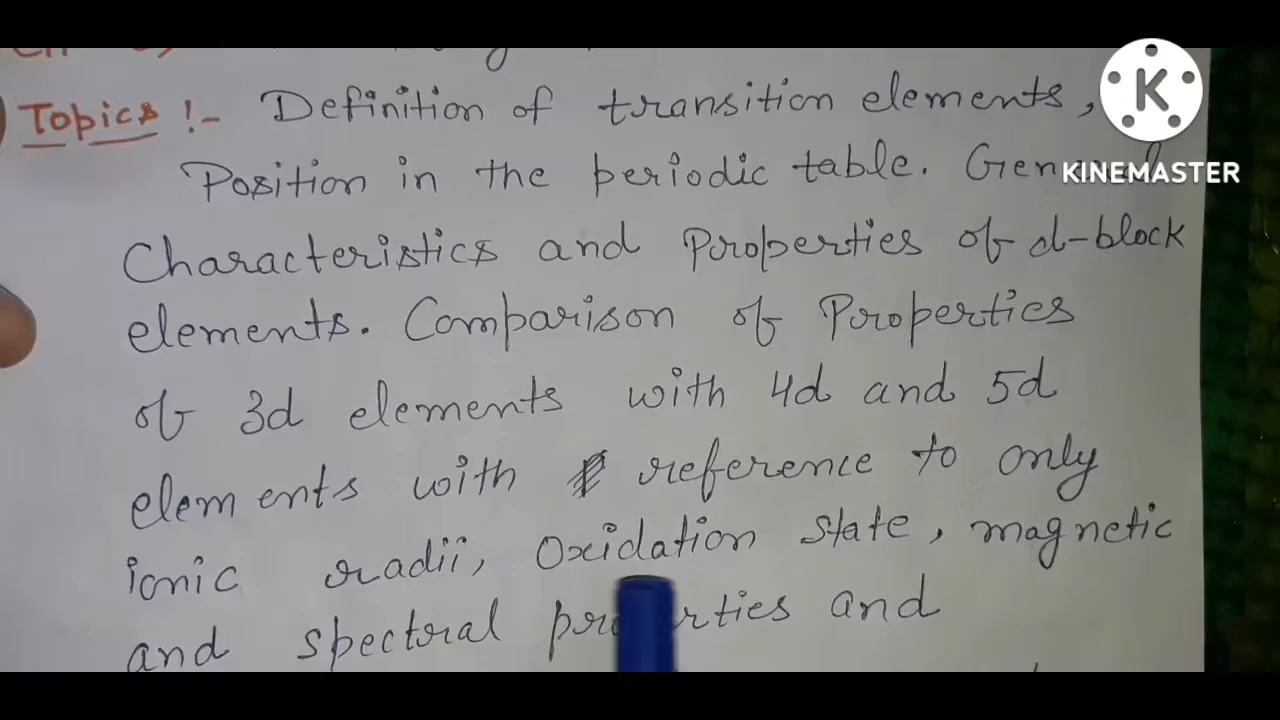 Topics :- Definition of transition elements,
Position in the periodic table.
Characteristics and Properties of d-block
elements. Comparison of Properties
of 3d elements with 4d and 5d
elements with reference to only
ionic radii, Oxidation state, magnetic
and spectral properties and
K
KINEMASTER